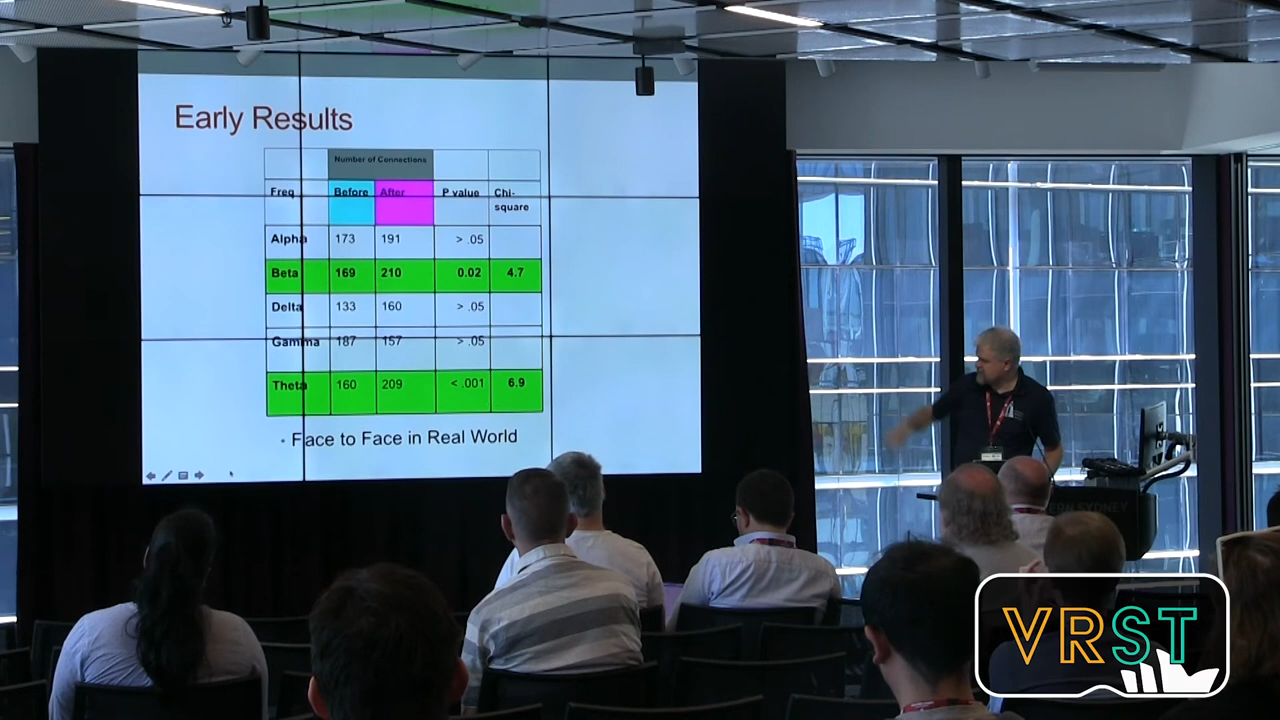 Early Results
Number of Connections
Freq Before After P value Chi-square
Alpha 173 191 > .05
Beta 169 210 0.02 4.7
Delta 133 160 > .05
Gamma 187 157 > .05
Theta 160 209 < .001 6.9
• Face to Face in Real World
VRST